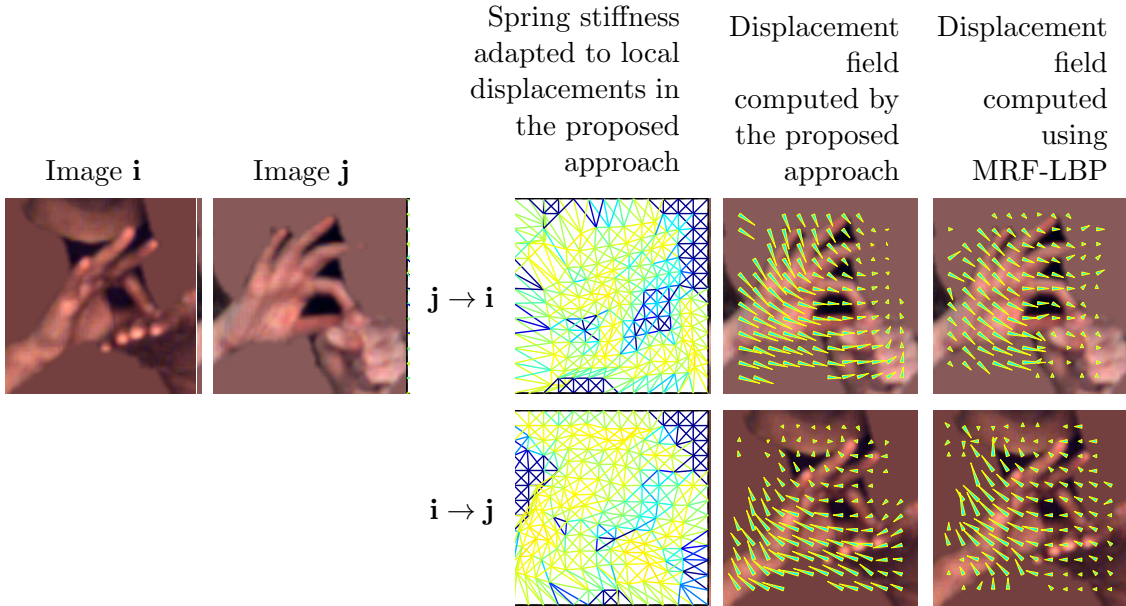 Image i
Image j
Spring stiffness
adapted to local
displacements in
the proposed
approach
Displacement
field
computed by
the proposed
approach
Displacement
field
computed
using
MRF-LBP
j → i
i → j